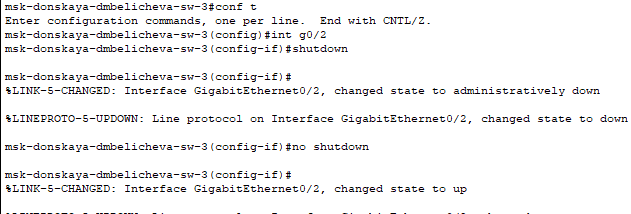 msk-donskaya-dmbelicheva-sw-3#conf t
Enter configuration commands, one per line.  End with CNTL/Z.
msk-donskaya-dmbelicheva-sw-3(config)#int g0/2
msk-donskaya-dmbelicheva-sw-3(config-if)#shutdown
msk-donskaya-dmbelicheva-sw-3(config-if)#
%LINK-5-CHANGED: Interface GigabitEthernet0/2, changed state to administratively down
%LINEPROTO-5-UPDOWN: Line protocol on Interface GigabitEthernet0/2, changed state to down
msk-donskaya-dmbelicheva-sw-3(config-if)#no shutdown
msk-donskaya-dmbelicheva-sw-3(config-if)#
%LINK-5-CHANGED: Interface GigabitEthernet0/2, changed state to up